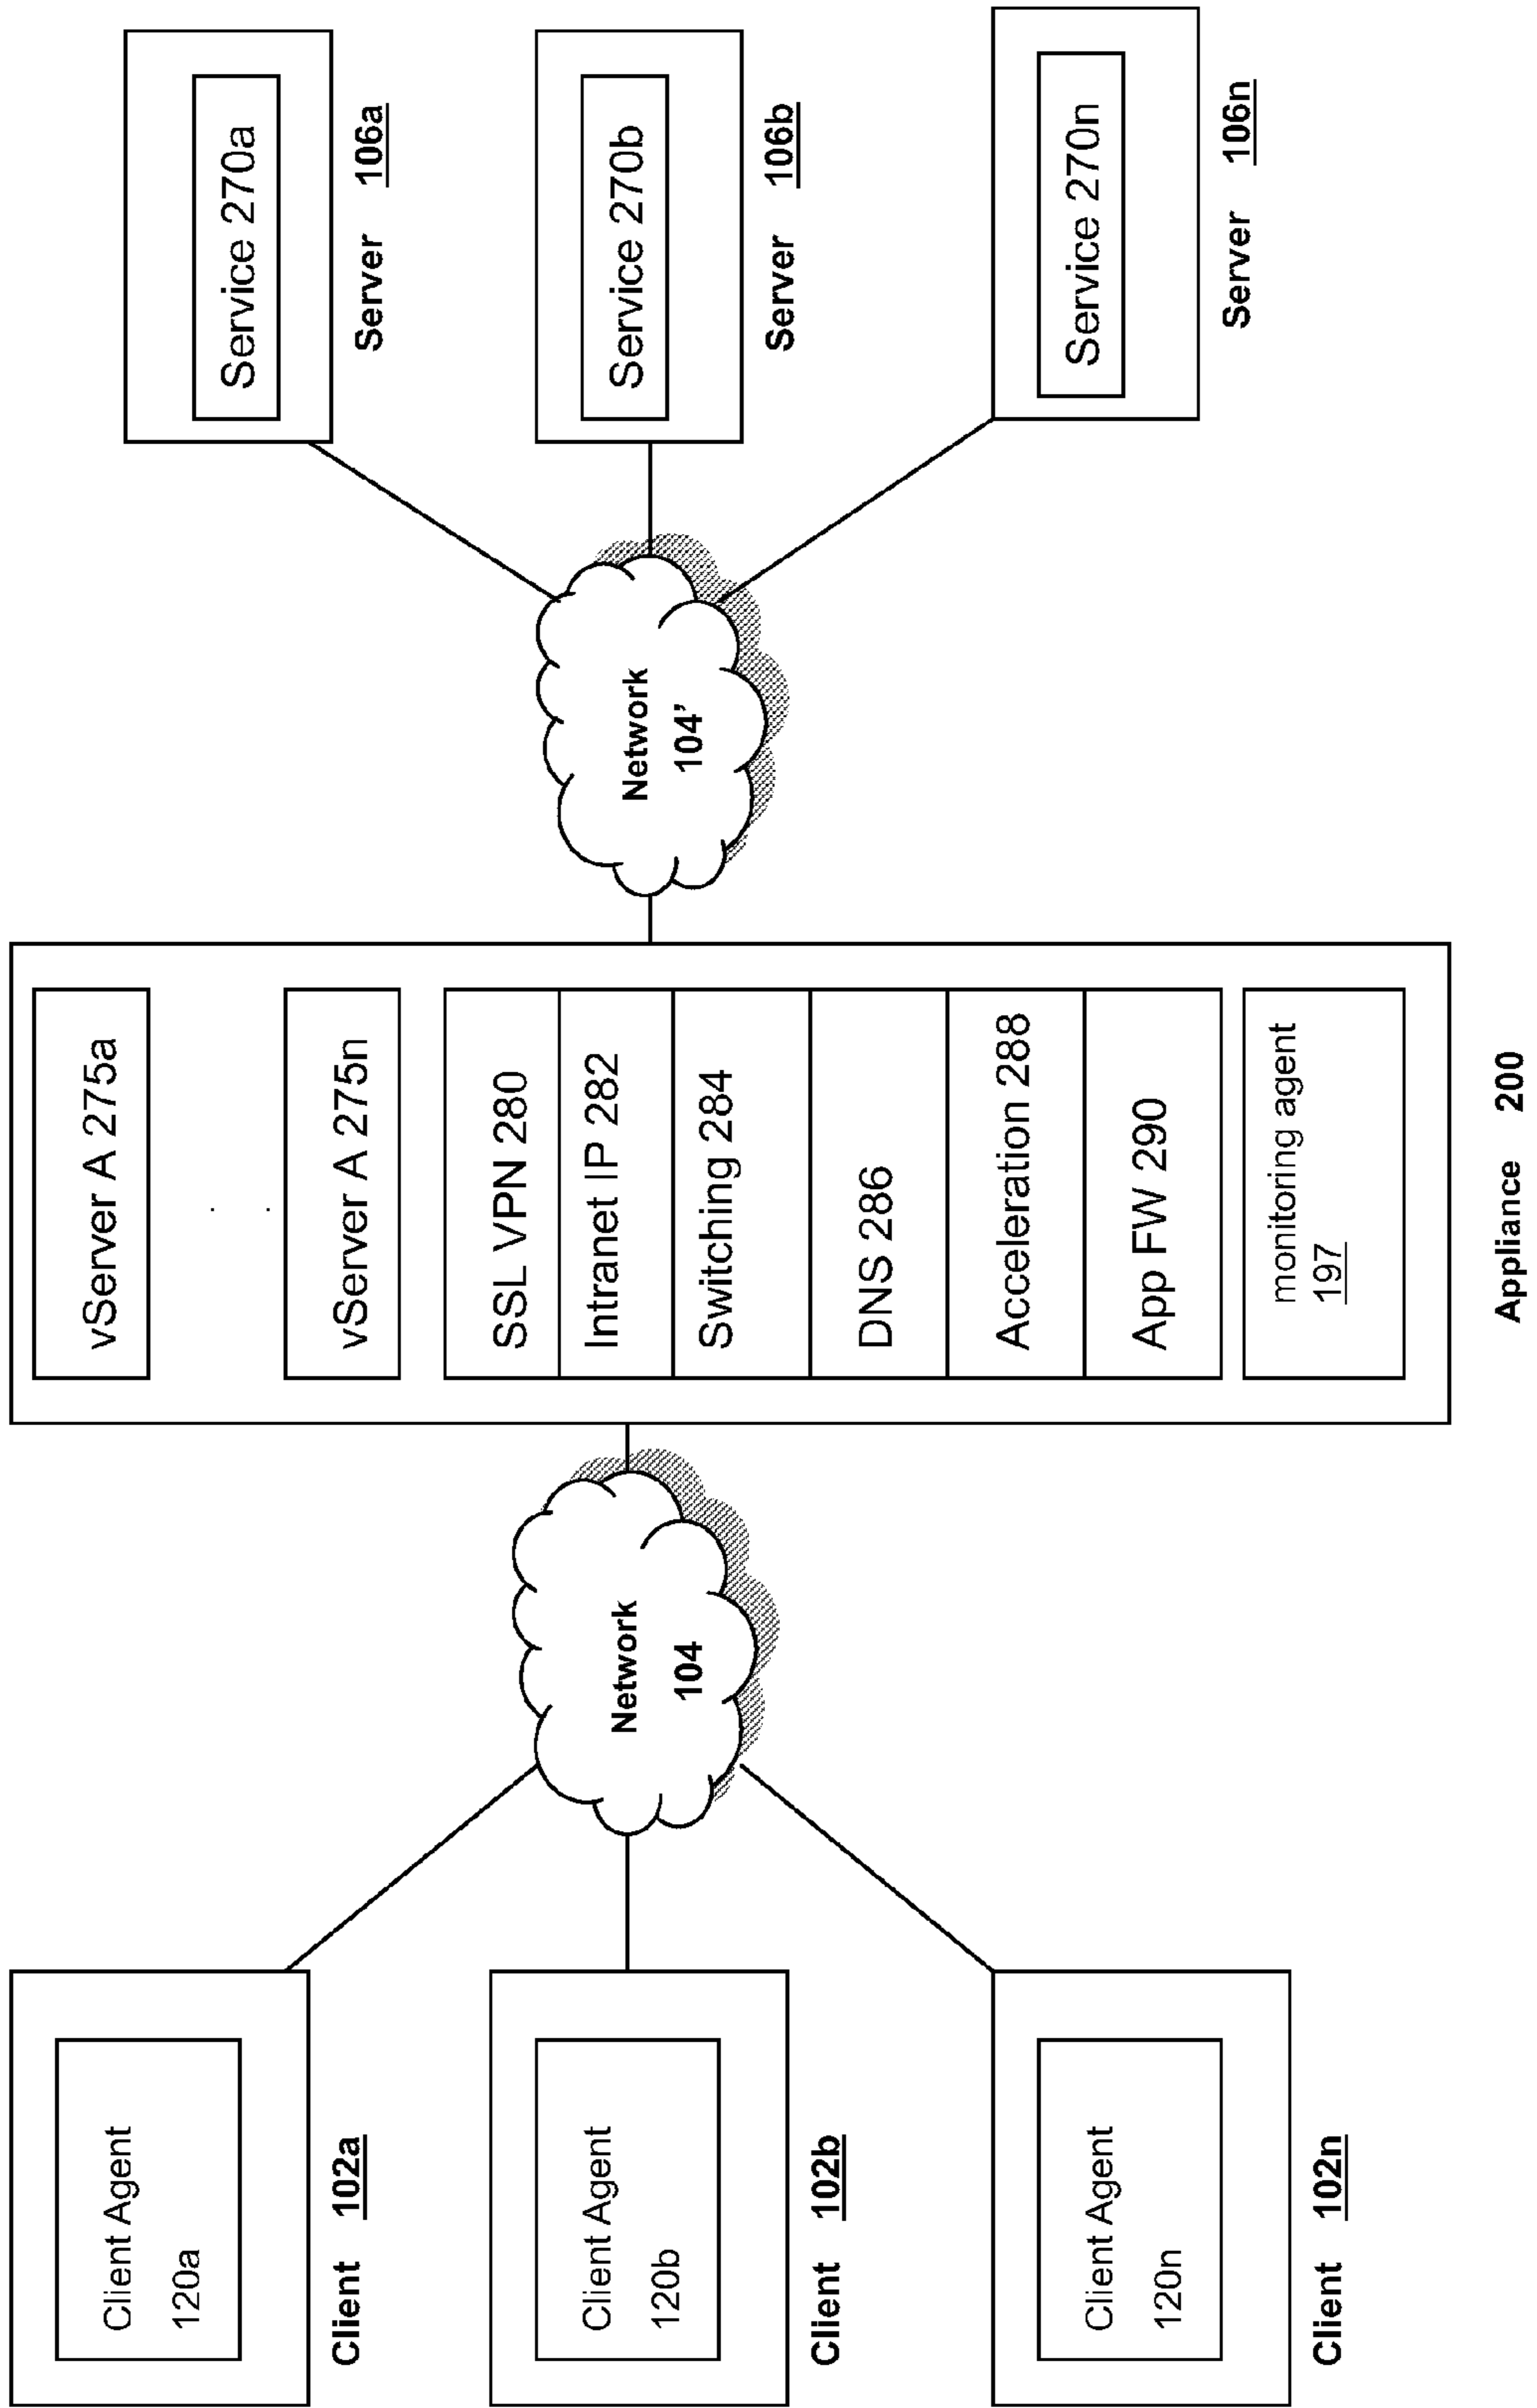 Client Agent
120a
Client 102a
Client Agent
120b
Client 102b
Client Agent
120n
Client 102n
Network
104
vServer A 275a
. .
vServer A 275n
SSL VPN 280
Intranet IP 282
Switching 284
DNS 286
Acceleration 288
App FW 290
monitoring agent
197
Appliance 200
Network
104’
Service 270a
Server 106a
Service 270b
Server 106b
Service 270n
Server 106n